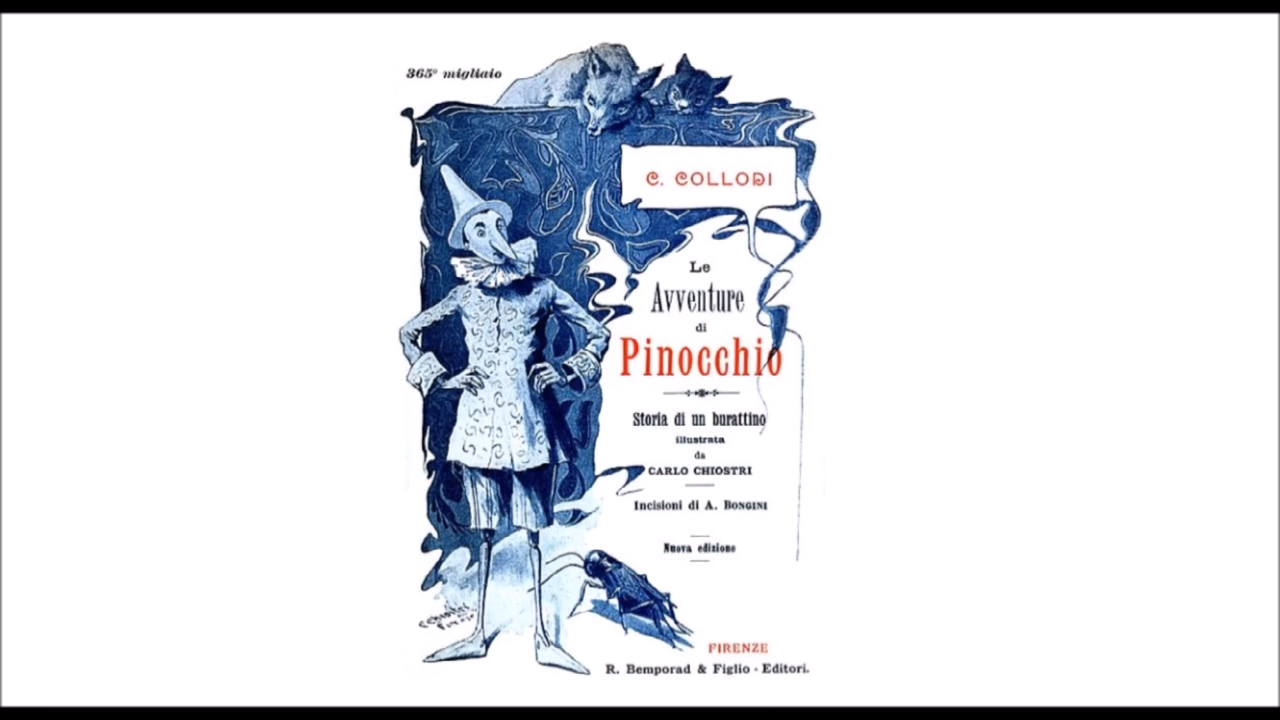 365º migliaio
C. COLLODI
Le
Avventure
di
Pinocchio
Storia di un burattino
illustrata
da
CARLO CHIOSTRI
Incisioni di A. BONGINI
Nuova edizione
FIRENZE
R. Bemporad & Figlio - Editori.